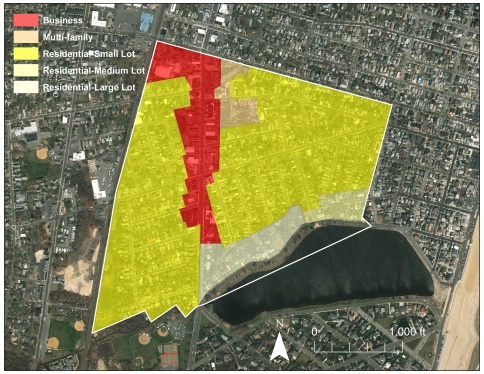 Business
Multi-family
Residential-Small Lot
Residential-Medium Lot
Residential-Large Lot
N
0
1,000 ft